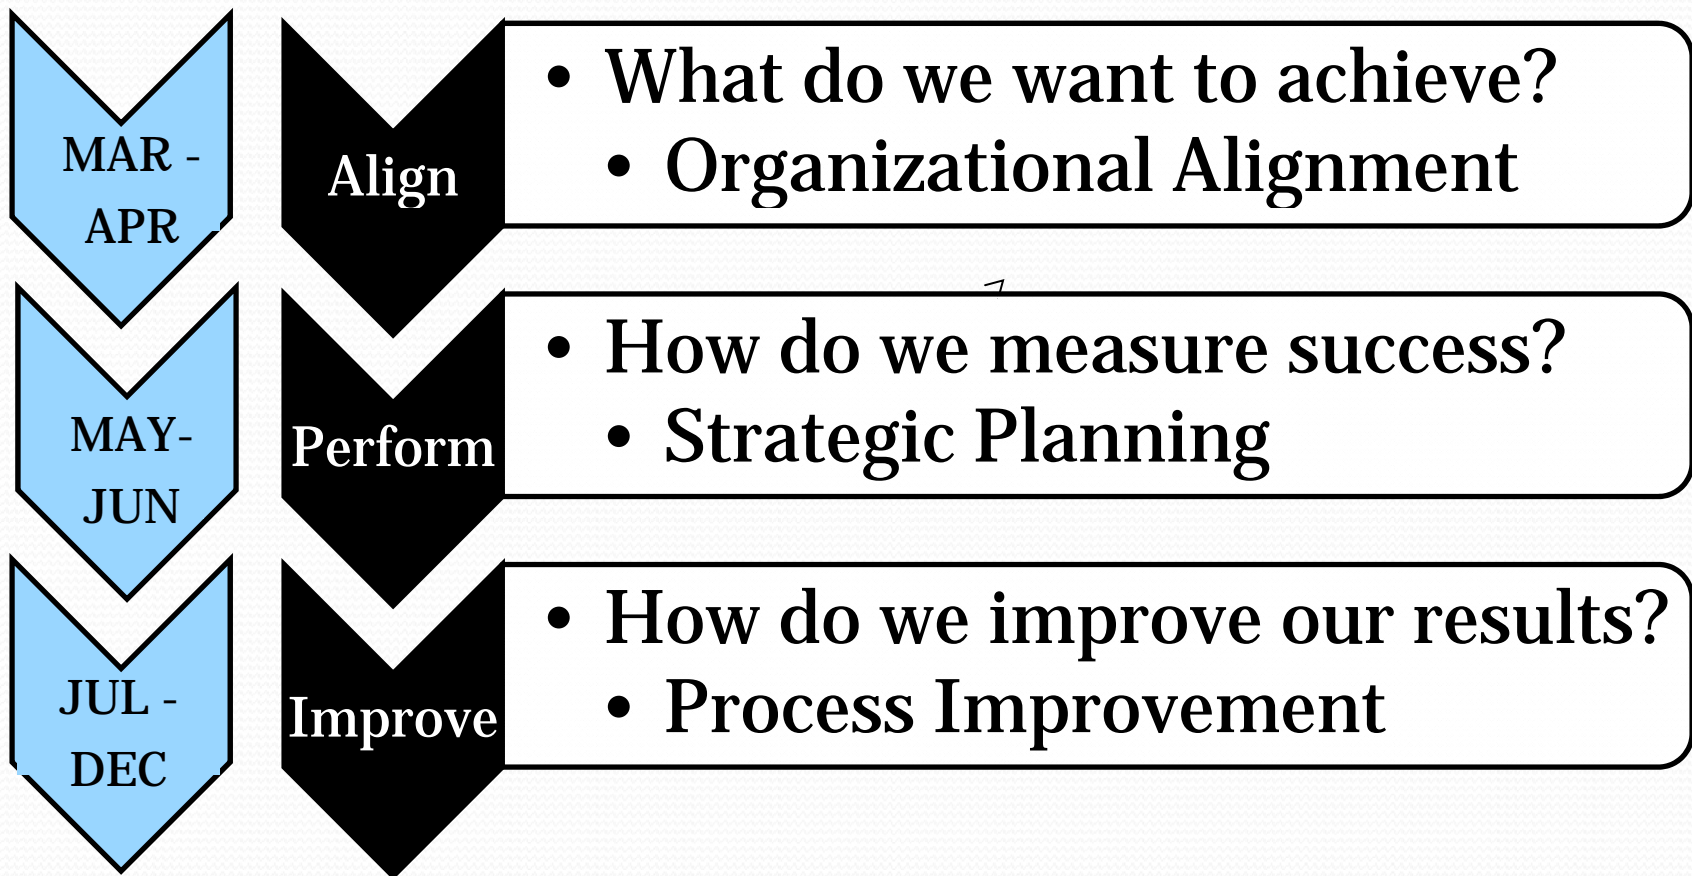 MAR -
APR
Align
• What do we want to achieve?
• Organizational Alignment
MAY-
JUN
Perform
• How do we measure success?
• Strategic Planning
JUL -
DEC
Improve
• How do we improve our results?
• Process Improvement